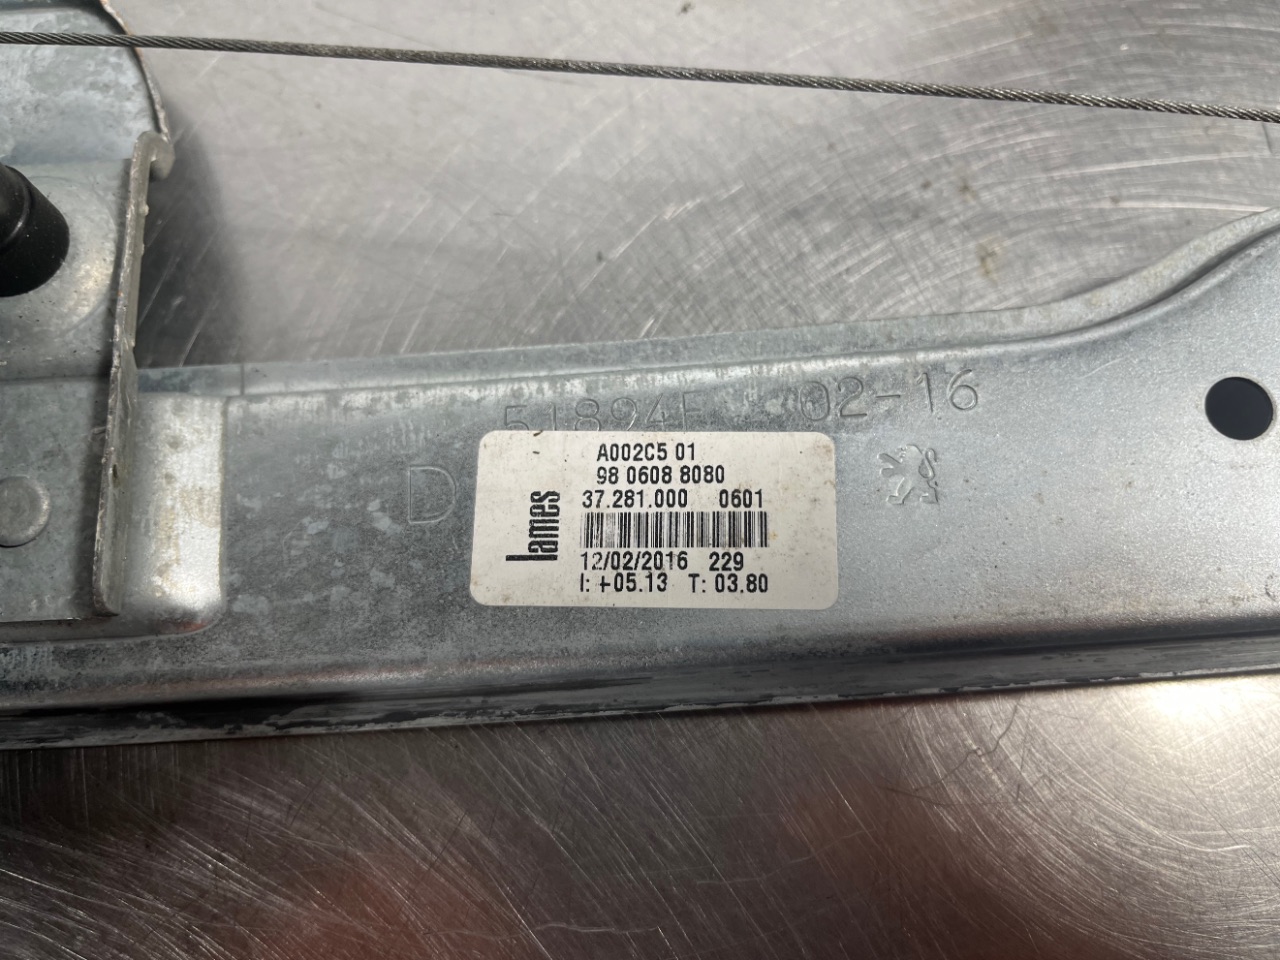 51894F 02-16
D
A002C5 01
98 0608 8080
lames
37.281.000 0601
12/02/2016 229
I: +05.13 T: 03.80